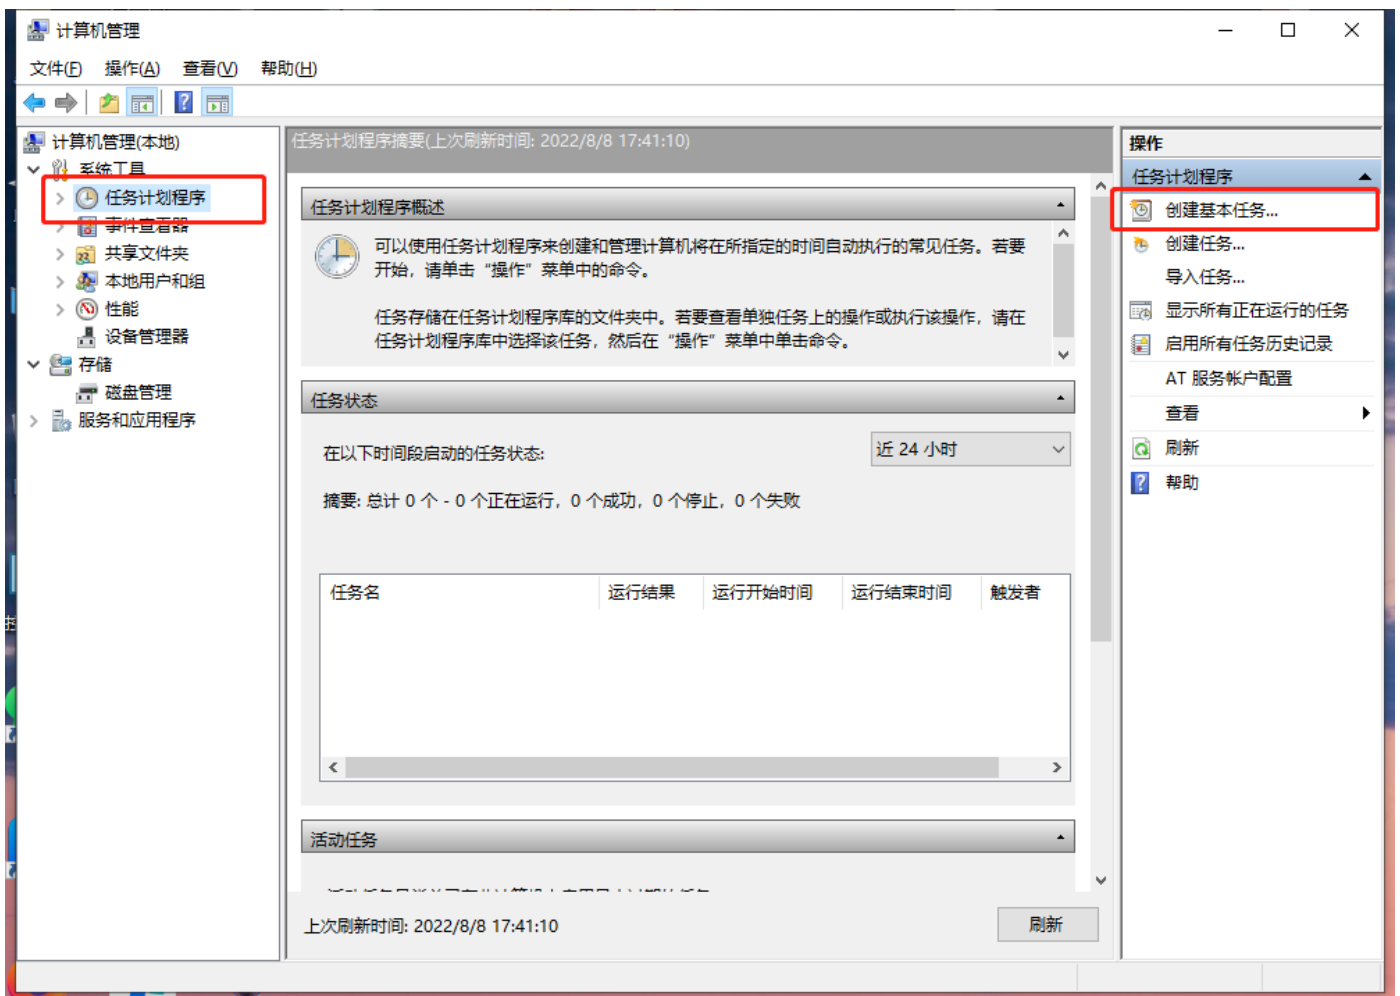 计算机管理
文件(F) 操作(A) 查看(V) 帮助(H)
计算机管理(本地)
系统工具
任务计划程序
事件查看器
共享文件夹
本地用户和组
性能
设备管理器
存储
磁盘管理
服务和应用程序
任务计划程序摘要(上次刷新时间: 2022/8/8 17:41:10)
任务计划程序概述
可以使用任务计划程序来创建和管理计算机将在所指定的时间自动执行的常见任务。若要
开始，请单击“操作”菜单中的命令。
任务存储在任务计划程序库的文件夹中。若要查看单独任务上的操作或执行该操作，请在
任务计划程序库中选择该任务，然后在“操作”菜单中单击命令。
任务状态
在以下时间段启动的任务状态:
近 24 小时
摘要: 总计 0 个 - 0 个正在运行，0 个成功，0 个停止，0 个失败
任务名 运行结果 运行开始时间 运行结束时间 触发者
活动任务
上次刷新时间: 2022/8/8 17:41:10
刷新
操作
任务计划程序
创建基本任务...
创建任务...
导入任务...
显示所有正在运行的任务
启用所有任务历史记录
AT 服务帐户配置
查看
刷新
帮助